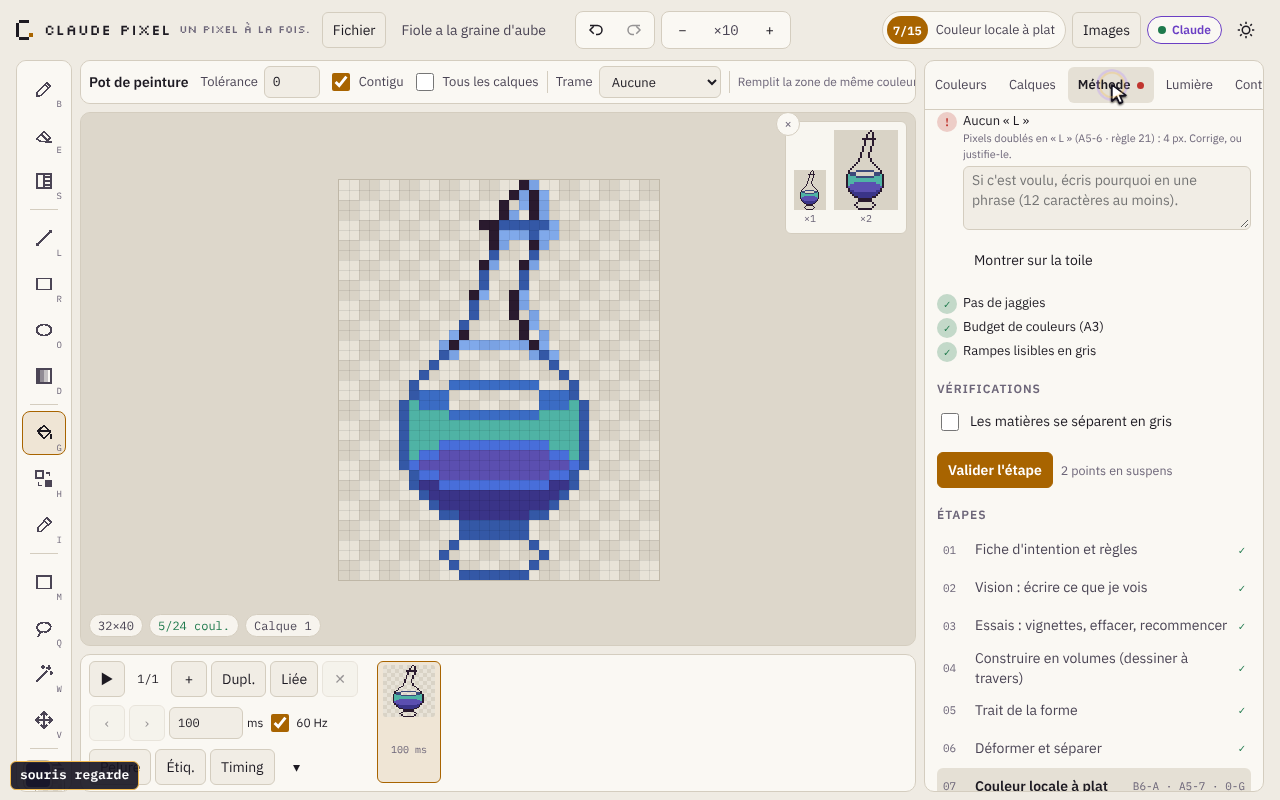 CLAUDE PIXEL
UN PIXEL À LA FOIS.
Fichier
Fiole a la graine d'aube
−
×10
+
7/15
Couleur locale à plat
Images
Claude
B
E
S
L
R
O
D
G
H
I
M
Q
W
V
Pot de peinture
Tolérance
0
Contigu
Tous les calques
Trame
Aucune
Remplit la zone de même couleur
×
×1
×2
32×40
5/24 coul.
Calque 1
1/1
+
Dupl.
Liée
×
‹
›
100
ms
60 Hz
Étiq.
Timing
▼
100 ms
souris regarde
Couleurs
Calques
Méthode
Lumière
Cont
! Aucun « L »
Pixels doublés en « L » (A5-6 · règle 21) : 4 px. Corrige, ou
justifie-le.
Si c'est voulu, écris pourquoi en une
phrase (12 caractères au moins).
Montrer sur la toile
✓ Pas de jaggies
✓ Budget de couleurs (A3)
✓ Rampes lisibles en gris
VÉRIFICATIONS
Les matières se séparent en gris
Valider l'étape
2 points en suspens
ÉTAPES
01 Fiche d'intention et règles ✓
02 Vision : écrire ce que je vois ✓
03 Essais : vignettes, effacer, recommencer ✓
04 Construire en volumes (dessiner à
travers) ✓
05 Trait de la forme ✓
06 Déformer et séparer ✓
07 Couleur locale à plat B6-A · A5-7 · 0-G